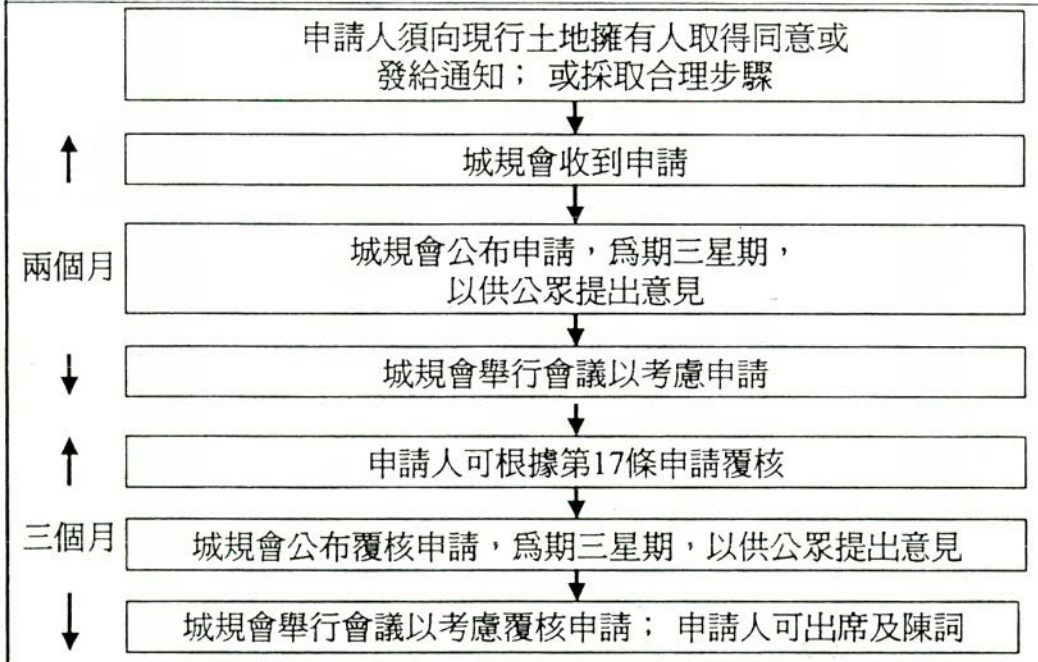 申請人須向現行土地擁有人取得同意或
發給通知； 或採取合理步驟
城規會收到申請
兩個月
城規會公布申請，爲期三星期，
以供公眾提出意見
城規會舉行會議以考慮申請
申請人可根據第17條申請覆核
三個月
城規會公布覆核申請，爲期三星期，以供公眾提出意見
城規會舉行會議以考慮覆核申請； 申請人可出席及陳詞